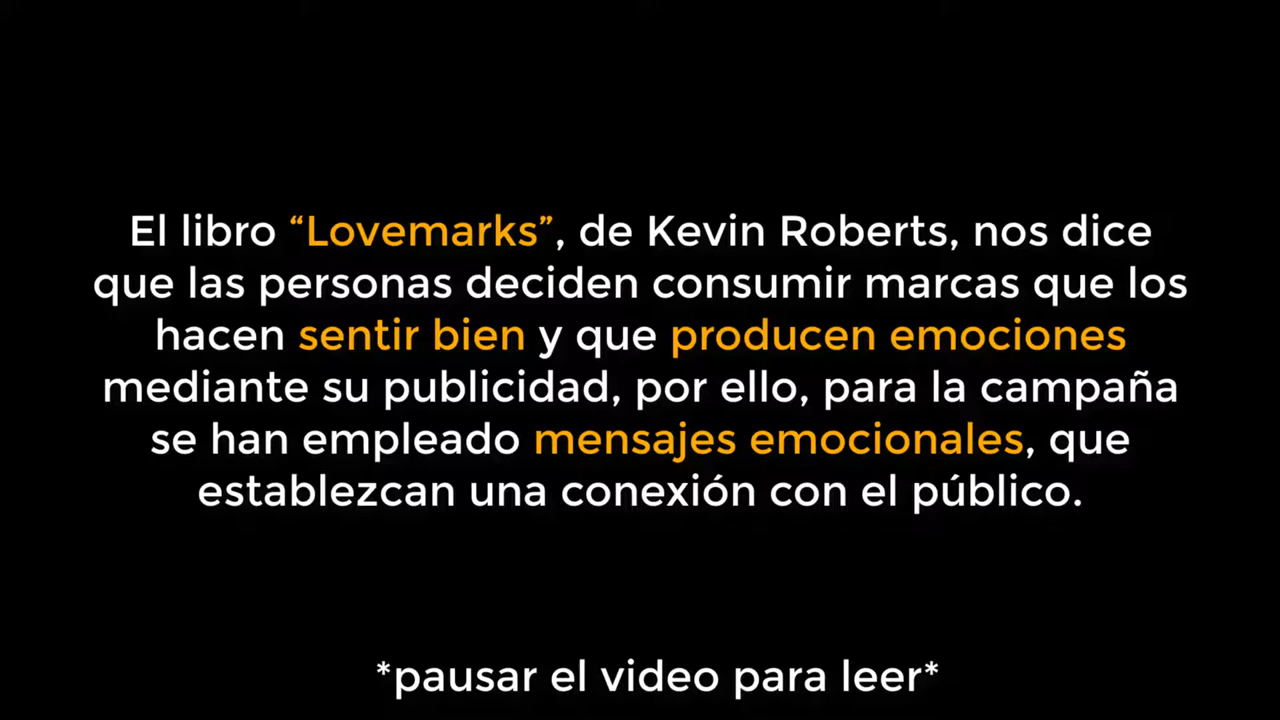 El libro “Lovemarks”, de Kevin Roberts, nos dice
que las personas deciden consumir marcas que los
hacen sentir bien y que producen emociones
mediante su publicidad, por ello, para la campaña
se han empleado mensajes emocionales, que
establezcan una conexión con el público.
*pausar el video para leer*